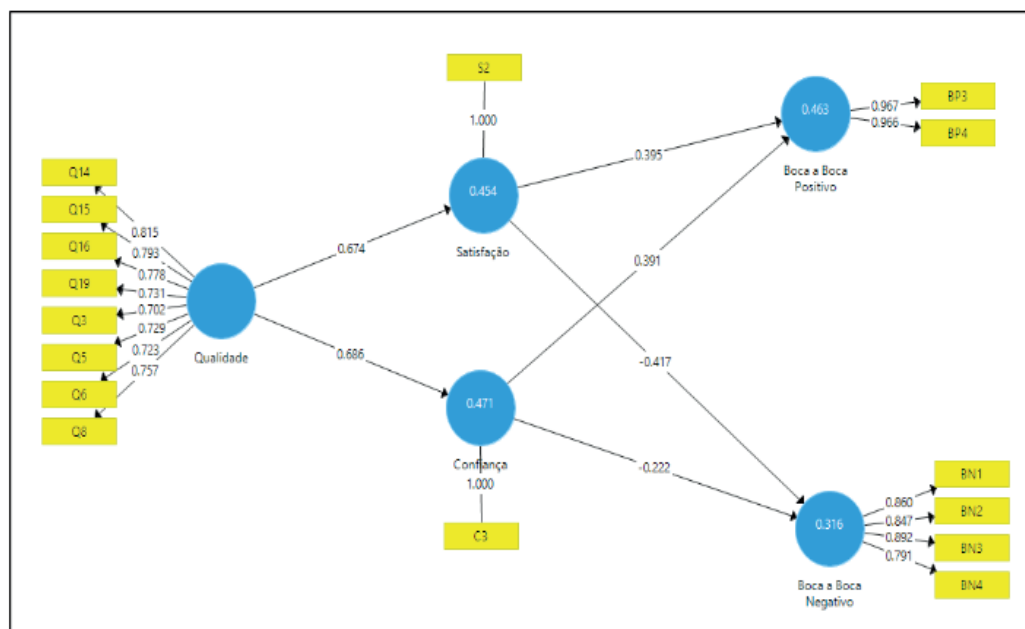 S2
1.000
0.463
0.967
0.966
BP3
BP4
Boca a Boca
Positivo
Q14
Q15
Q16
Q19
Q3
Q5
Q6
Q8
0.815
0.793
0.778
0.731
0.702
0.729
0.723
0.757
Qualidade
0.674
0.686
0.454
Satisfação
0.395
0.391
-0.417
-0.222
0.471
Confiança
1.000
C3
0.316
0.860
0.847
0.892
0.791
BN1
BN2
BN3
BN4
Boca a Boca
Negativo